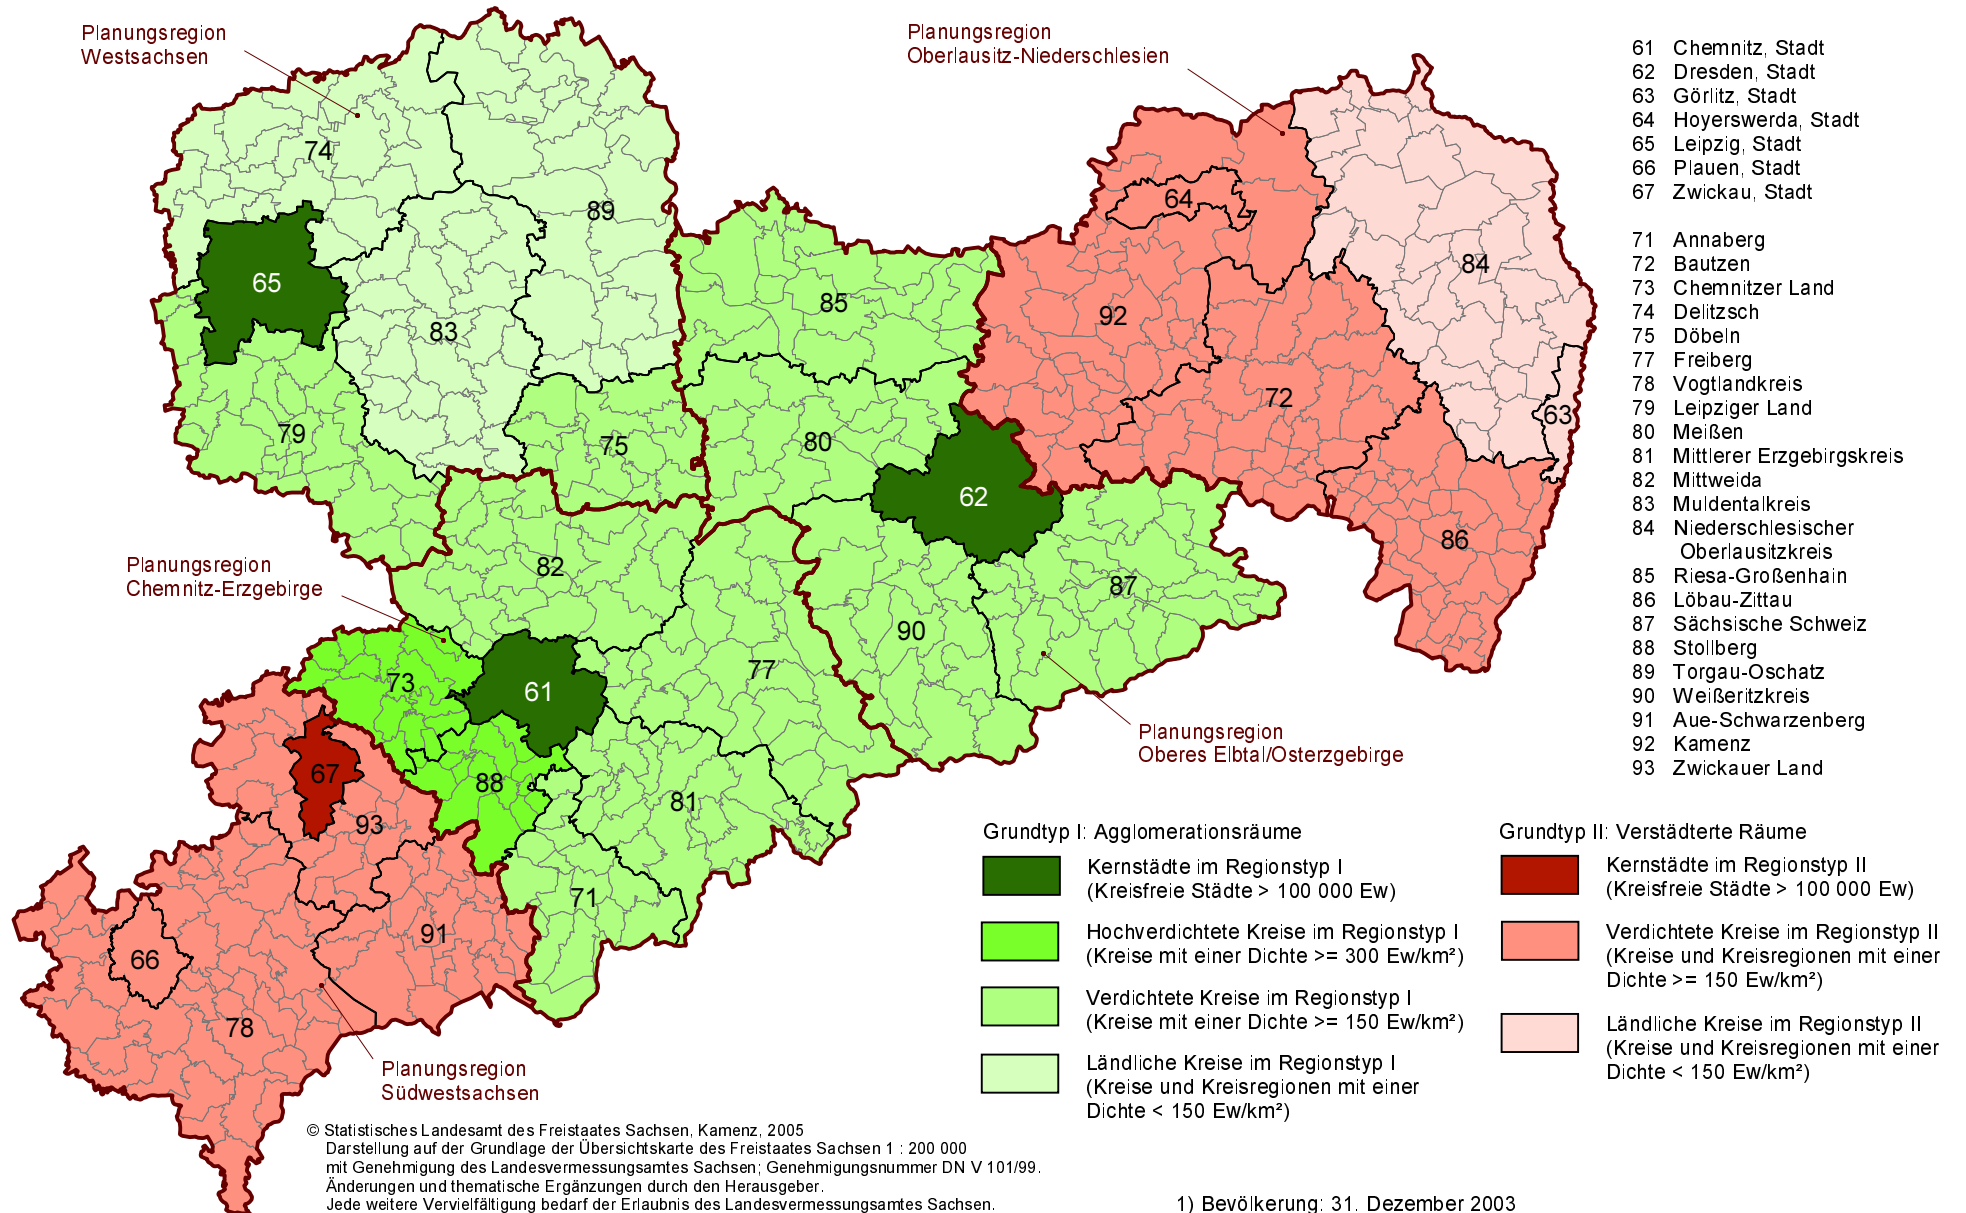 Planungsregion
Westsachsen
Planungsregion
Oberlausitz-Niederschlesien
61 Chemnitz, Stadt
62 Dresden, Stadt
63 Görlitz, Stadt
64 Hoyerswerda, Stadt
65 Leipzig, Stadt
66 Plauen, Stadt
67 Zwickau, Stadt
71 Annaberg
72 Bautzen
73 Chemnitzer Land
74 Delitzsch
75 Döbeln
77 Freiberg
78 Vogtlandkreis
79 Leipziger Land
80 Meißen
81 Mittlerer Erzgebirgskreis
82 Mittweida
83 Muldentalkreis
84 Niederschlesischer
Oberlausitzkreis
85 Riesa-Großenhain
86 Löbau-Zittau
87 Sächsische Schweiz
88 Stollberg
89 Torgau-Oschatz
90 Weißeritzkreis
91 Aue-Schwarzenberg
92 Kamenz
93 Zwickauer Land
74
89
64
65
84
85
92
83
72
63
79
75
80
62
86
82
87
90
77
73
61
67
88
81
93
71
91
66
78
Planungsregion
Chemnitz-Erzgebirge
Planungsregion
Oberes Elbtal/Osterzgebirge
Planungsregion
Südwestsachsen
Grundtyp I: Agglomerationsräume
Kernstädte im Regionstyp I
(Kreisfreie Städte > 100 000 Ew)
Hochverdichtete Kreise im Regionstyp I
(Kreise mit einer Dichte >= 300 Ew/km²)
Verdichtete Kreise im Regionstyp I
(Kreise mit einer Dichte >= 150 Ew/km²)
Ländliche Kreise im Regionstyp I
(Kreise und Kreisregionen mit einer
Dichte < 150 Ew/km²)
Grundtyp II: Verstädterte Räume
Kernstädte im Regionstyp II
(Kreisfreie Städte > 100 000 Ew)
Verdichtete Kreise im Regionstyp II
(Kreise und Kreisregionen mit einer
Dichte >= 150 Ew/km²)
Ländliche Kreise im Regionstyp II
(Kreise und Kreisregionen mit einer
Dichte < 150 Ew/km²)
© Statistisches Landesamt des Freistaates Sachsen, Kamenz, 2005
Darstellung auf der Grundlage der Übersichtskarte des Freistaates Sachsen 1 : 200 000
mit Genehmigung des Landesvermessungsamtes Sachsen; Genehmigungsnummer DN V 101/99.
Änderungen und thematische Ergänzungen durch den Herausgeber.
Jede weitere Vervielfältigung bedarf der Erlaubnis des Landesvermessungsamtes Sachsen.
1) Bevölkerung: 31. Dezember 2003